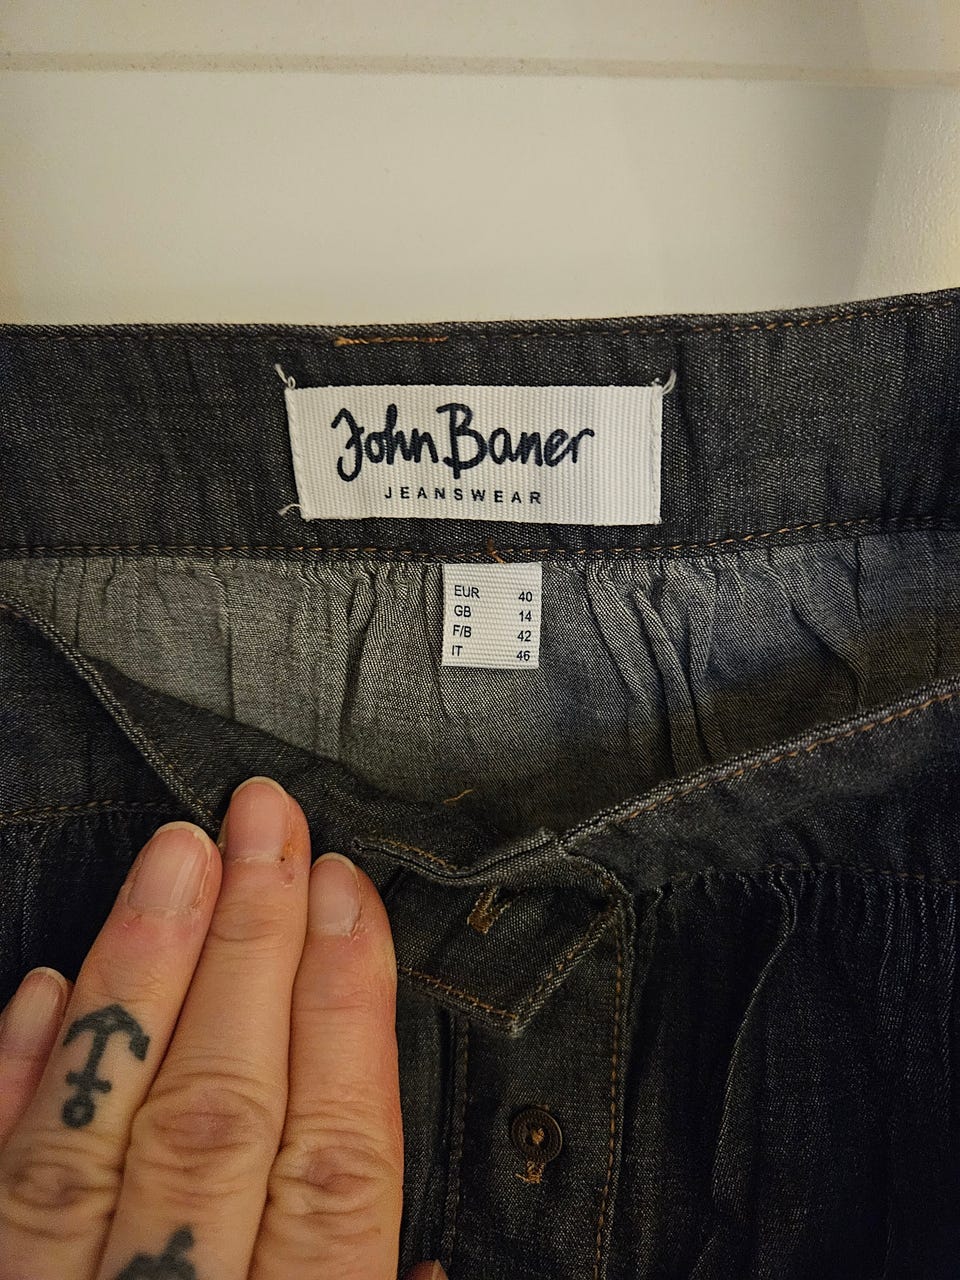 John Baner
JEANSWEAR
EUR 40
GB 14
F/B 42
IT 46